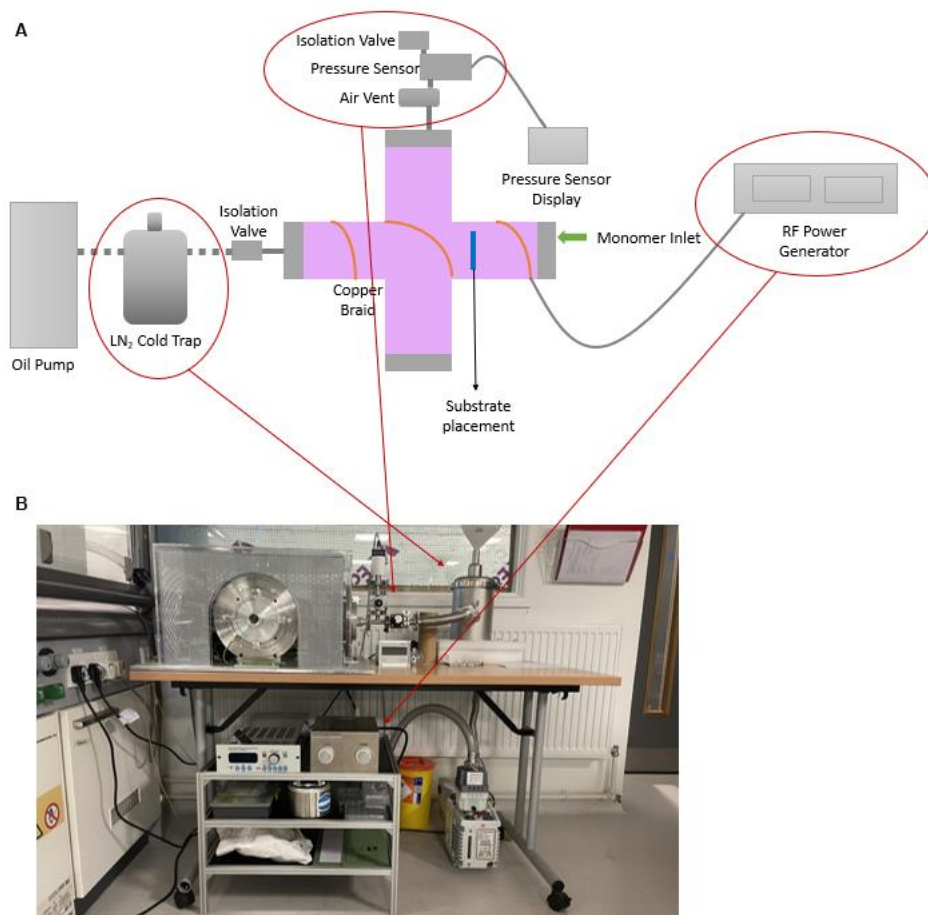 A
Isolation Valve
Pressure Sensor
Air Vent
Pressure Sensor
Display
RF Power
Generator
Monomer Inlet
Isolation
Valve
Copper
Braid
LN₂ Cold Trap
Oil Pump
Substrate
placement
B